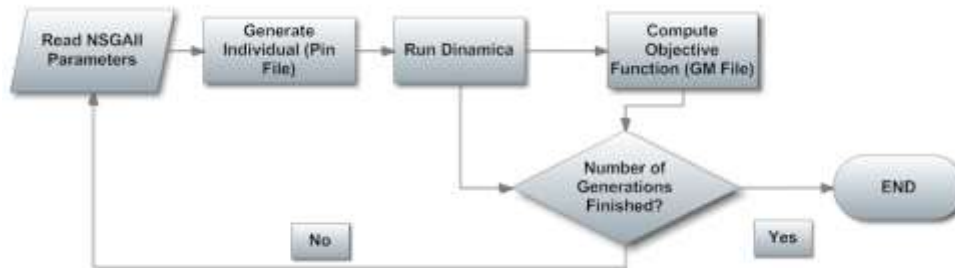 Read NSGAII
Parameters
Generate
Individual (Pin
File)
Run Dinamica
Compute
Objective
Function (GM File)
Number of
Generations
Finished?
END
No
Yes